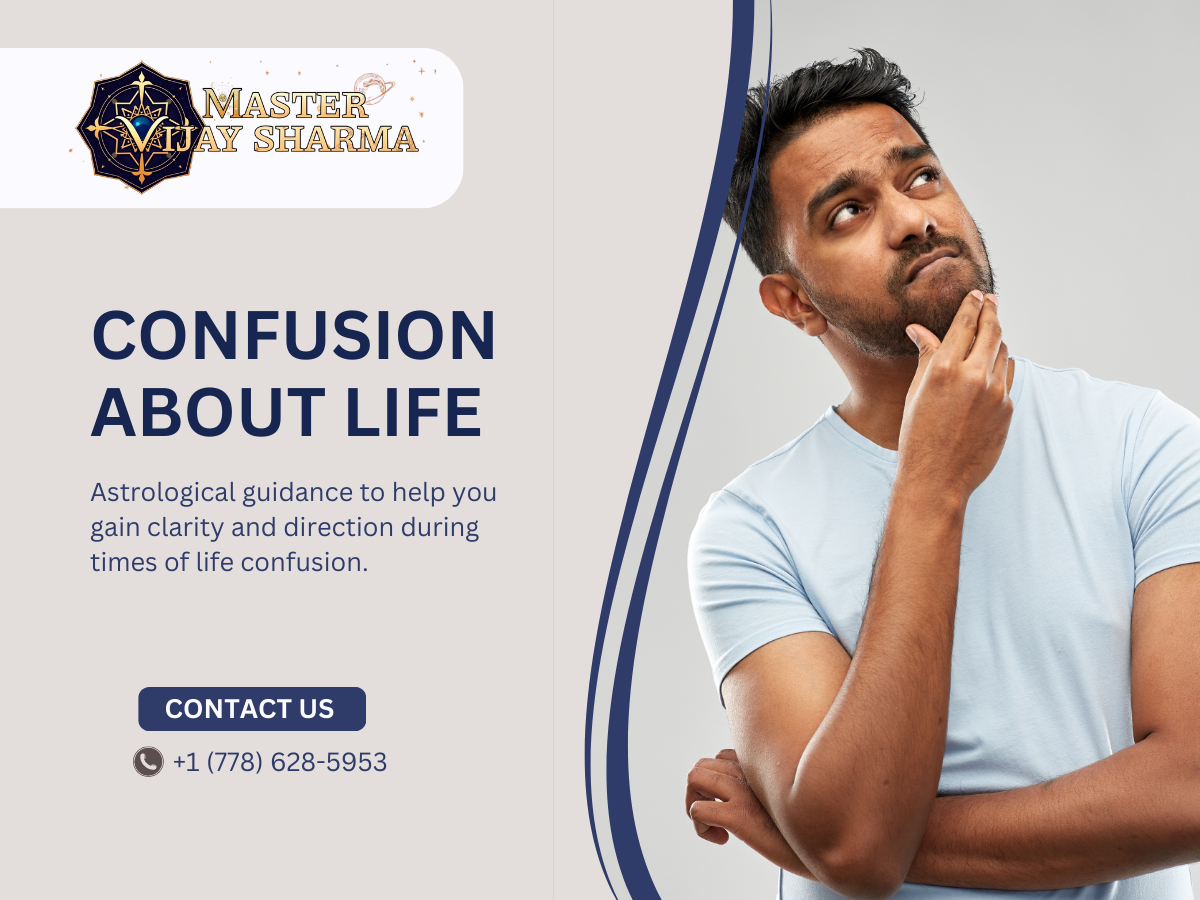 MASTER
VIJAY SHARMA
CONFUSION
ABOUT LIFE
Astrological guidance to help you
gain clarity and direction during
times of life confusion.
CONTACT US
+1 (778) 628-5953